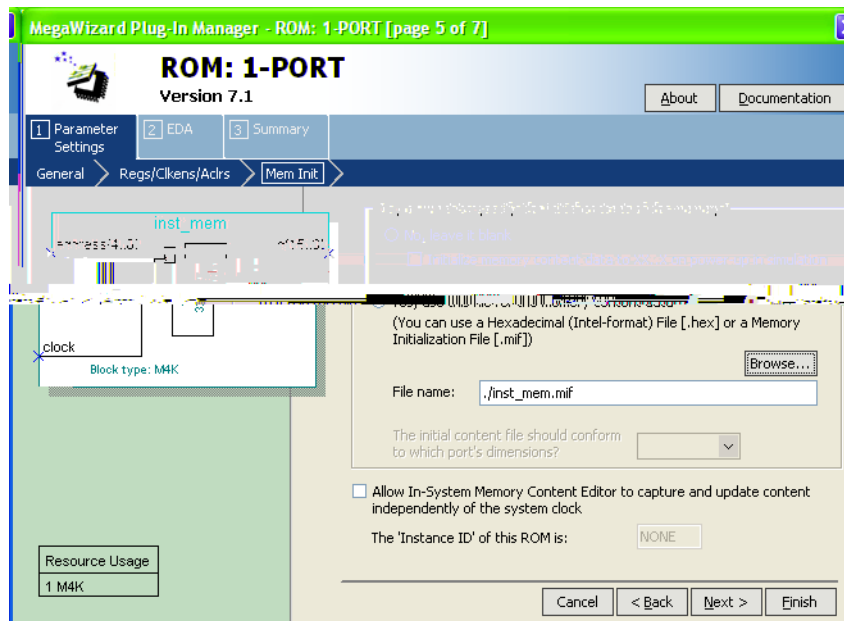 MegaWizard Plug-In Manager - ROM: 1-PORT [page 5 of 7]
ROM: 1-PORT
Version 7.1
About
Documentation
1 Parameter Settings
2 EDA
3 Summary
General
Regs/Clkens/Aclrs
Mem Init
inst_mem
(You can use a Hexadecimal (Intel-format) File [.hex] or a Memory
Initialization File [.mif])
clock
Block type: M4K
Browse...
File name:
./inst_mem.mif
The initial content file should conform
to which port's dimensions?
Allow In-System Memory Content Editor to capture and update content
independently of the system clock
The 'Instance ID' of this ROM is:
NONE
Resource Usage
1 M4K
Cancel
< Back
Next >
Finish